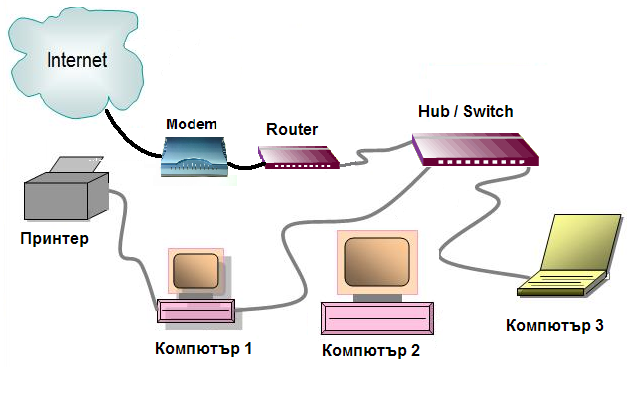 Internet
Modem
Router
Hub / Switch
Принтер
Компютър 1
Компютър 2
Компютър 3